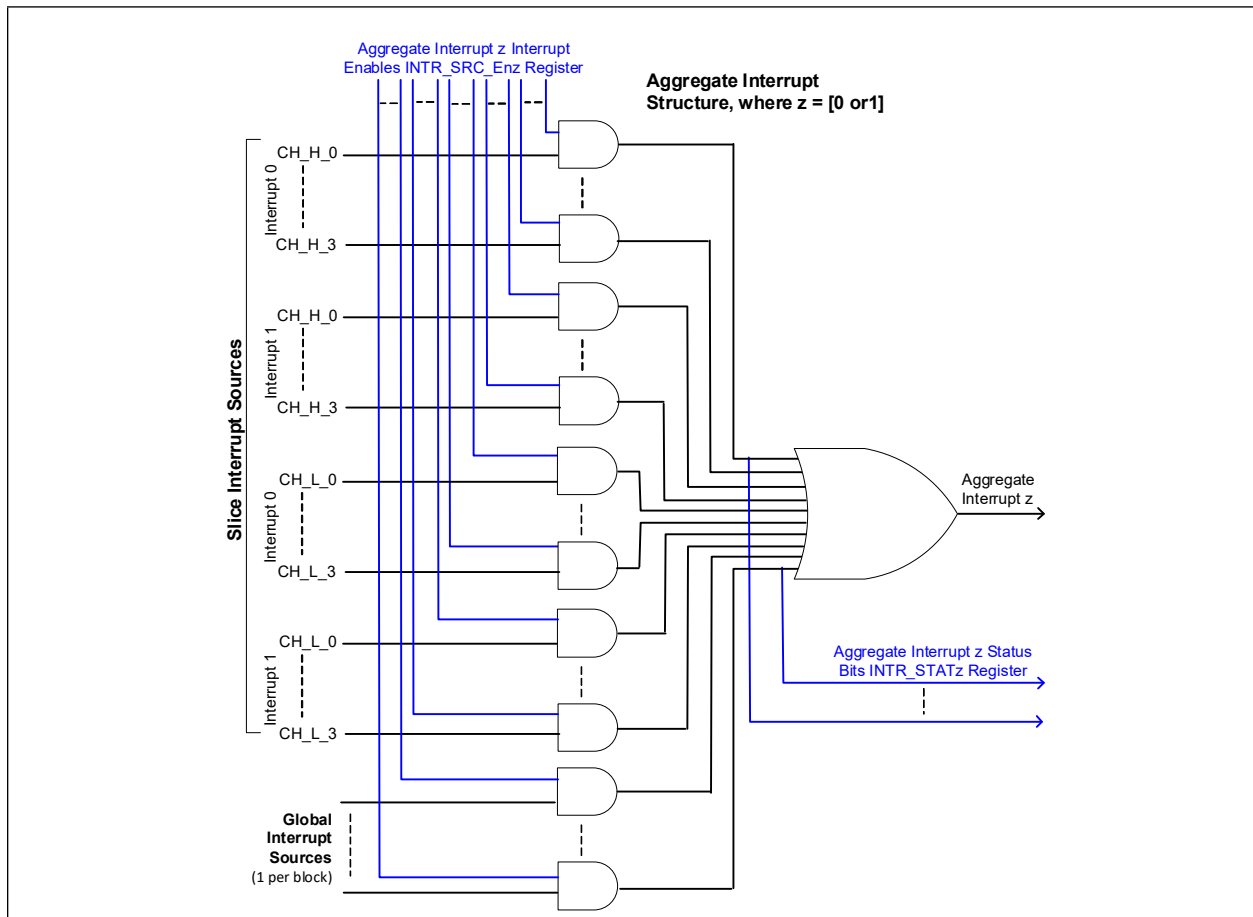 Aggregate Interrupt z Interrupt
Enables INTR_SRC_Enz Register
Aggregate Interrupt
Structure, where z = [0 or1]
Slice Interrupt Sources
Interrupt 0
CH_H_0
CH_H_3
Interrupt 1
CH_H_0
CH_H_3
Interrupt 0
CH_L_0
CH_L_3
Interrupt 1
CH_L_0
CH_L_3
Global
Interrupt
Sources
(1 per block)
Aggregate
Interrupt z
Aggregate Interrupt z Status
Bits INTR_STATz Register